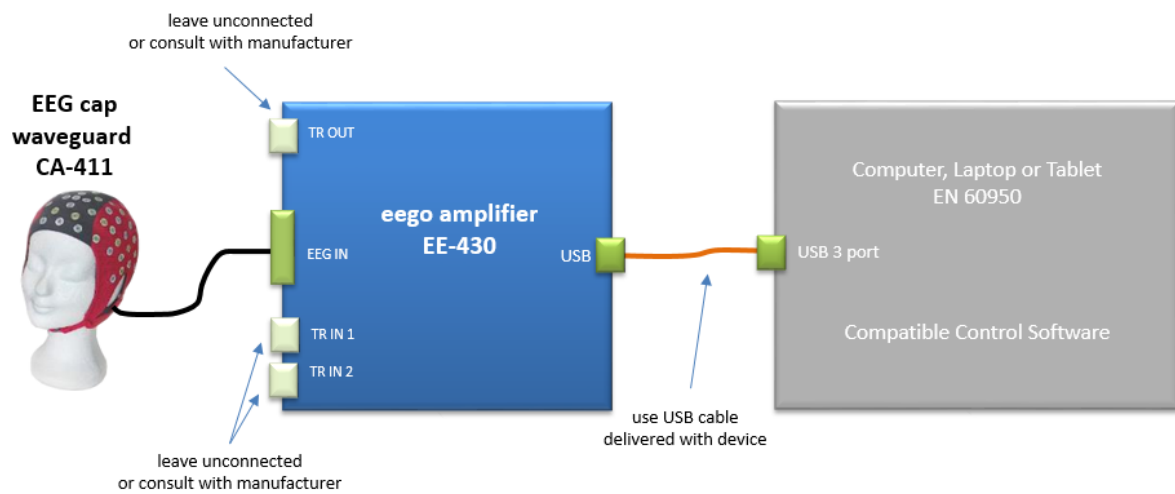 leave unconnected
or consult with manufacturer
EEG cap
waveguard
CA-411
TR OUT
eego amplifier
EE-430
EEG IN
USB
TR IN 1
TR IN 2
leave unconnected
or consult with manufacturer
use USB cable
delivered with device
Computer, Laptop or Tablet
EN 60950
USB 3 port
Compatible Control Software